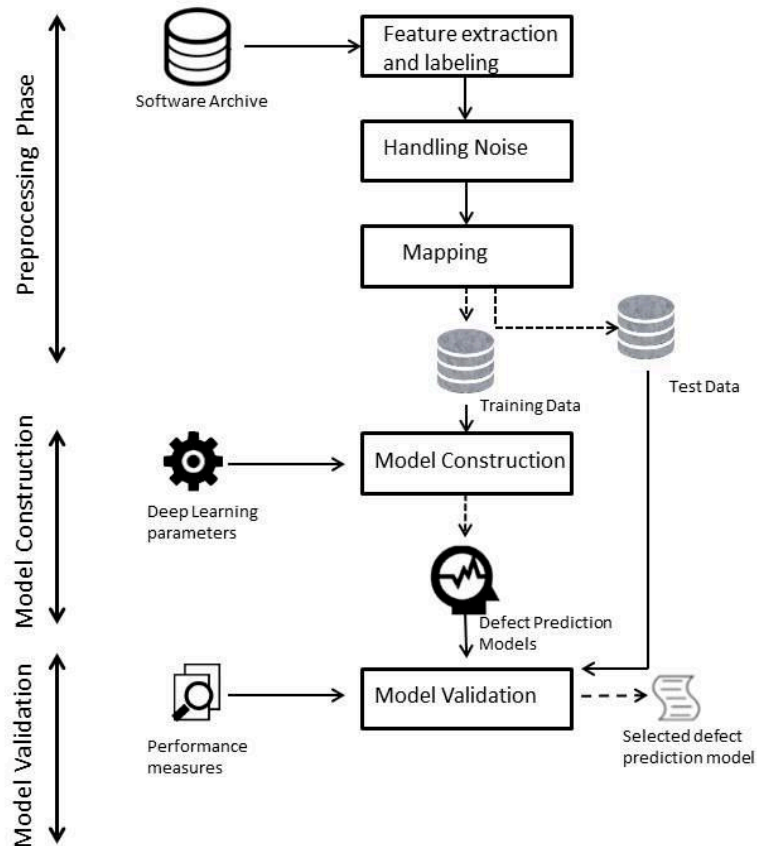 Preprocessing Phase
Software Archive
Feature extraction
and labeling
Handling Noise
Mapping
Training Data
Test Data
Model Construction
Deep Learning
parameters
Model Construction
Defect Prediction
Models
Model Validation
Performance
measures
Model Validation
Selected defect
prediction model